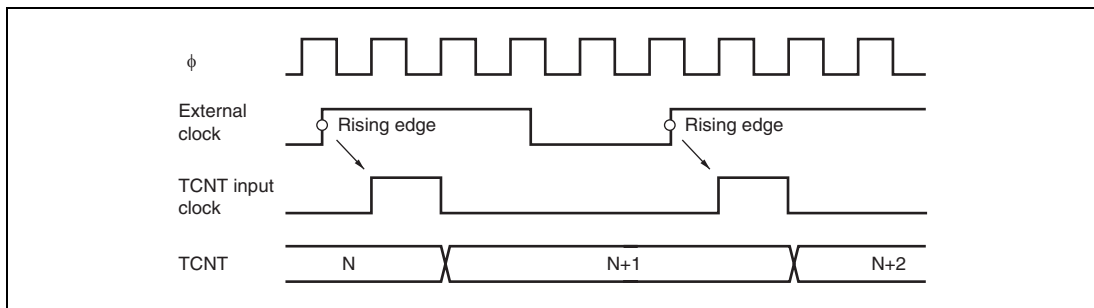 ϕ
External
clock
Rising edge
Rising edge
TCNT input
clock
TCNT
N
N+1
N+2